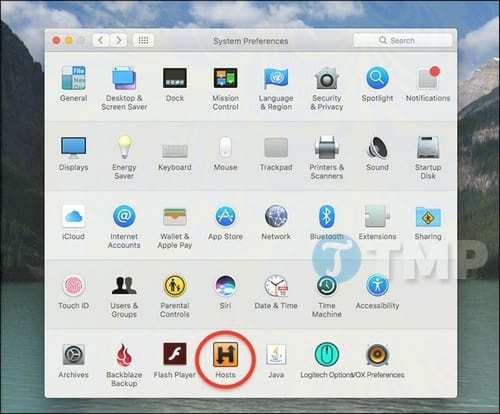 System Preferences
Search
General
Desktop &
Screen Saver
Dock
Mission
Control
Language
& Region
Security
& Privacy
Spotlight
Notifications
Displays
Energy
Saver
Keyboard
Mouse
Trackpad
Printers &
Scanners
Sound
Startup
Disk
iCloud
Internet
Accounts
Wallet &
Apple Pay
App Store
Network
Bluetooth
Extensions
Sharing
TMP
Touch ID
Users &
Groups
Parental
Controls
Siri
Date & Time
Time
Machine
Accessibility
Archives
Backblaze
Backup
Flash Player
Hosts
Java
Logitech Options
VOX Preferences